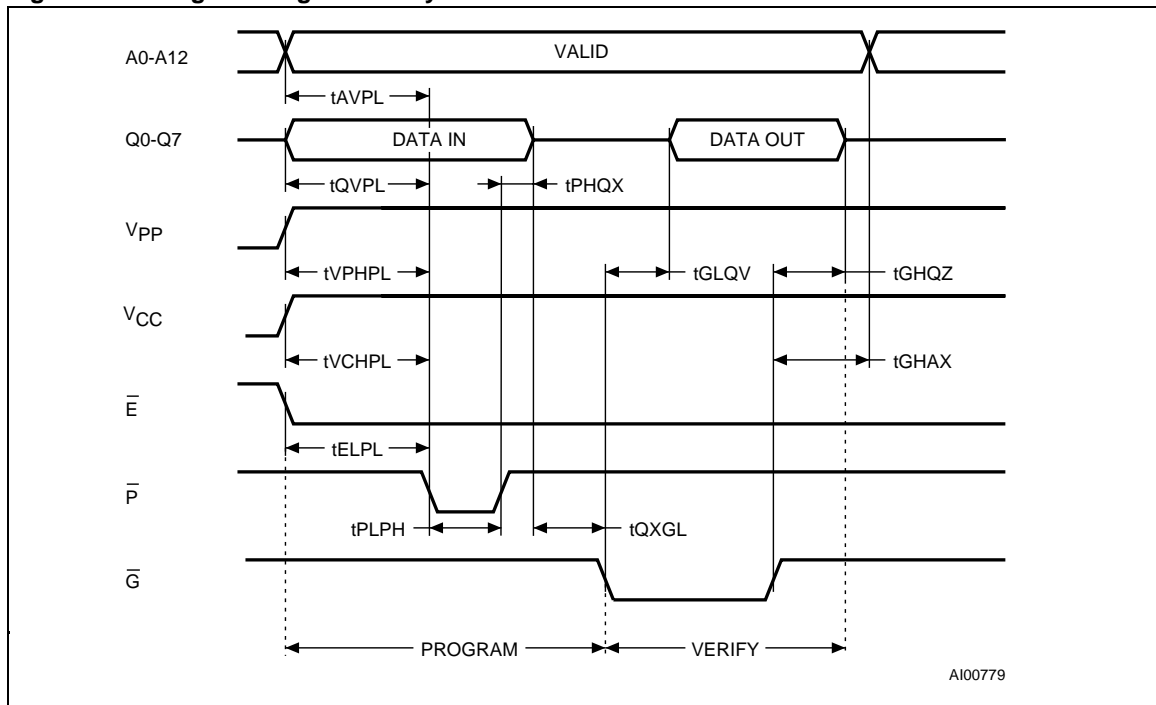 A0-A12
VALID
tAVPL
Q0-Q7
DATA IN
DATA OUT
tQVPL
tPHQX
VPP
tVPHPL
tGLQV
tGHQZ
VCC
tVCHPL
tGHAX
E̅
tELPL
P̅
tPLPH
tQXGL
G̅
PROGRAM
VERIFY
AI00779